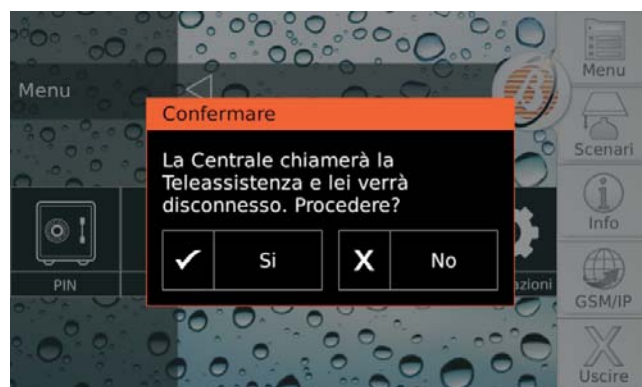 Menu
Menu
Confermare
La Centrale chiamerà la
Teleassistenza e lei verrà
disconnesso. Procedere?
Si
No
Scenari
Info
PIN
azioni
GSM/IP
Uscire